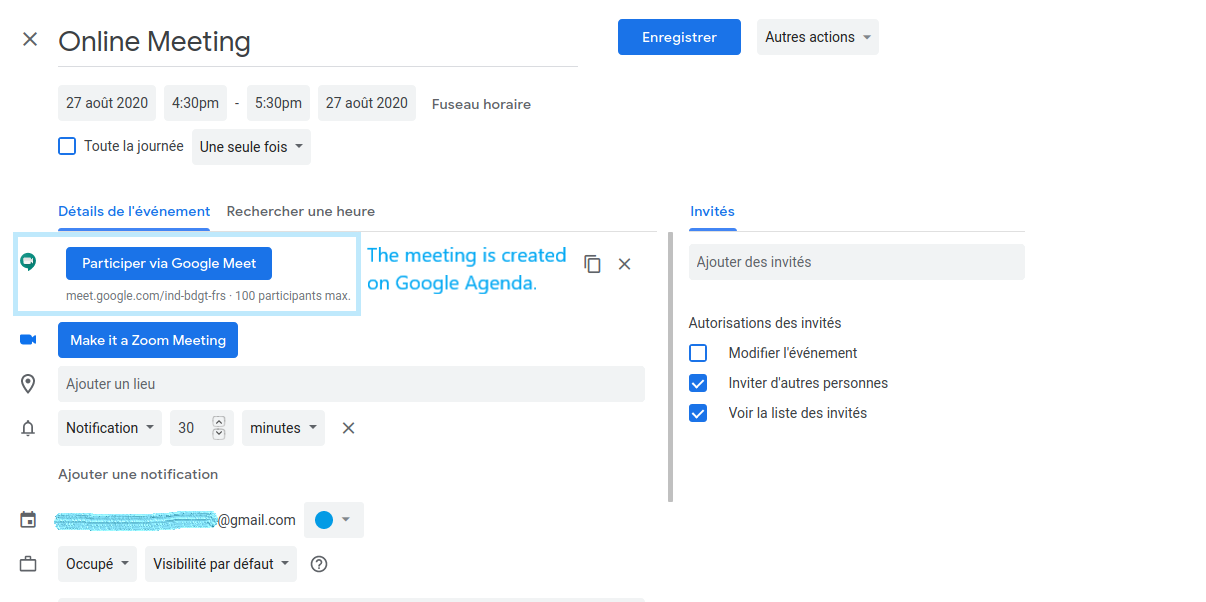 Online Meeting
Enregistrer
Autres actions
27 août 2020 4:30pm - 5:30pm 27 août 2020 Fuseau horaire
Toute la journée Une seule fois
Détails de l'événement Rechercher une heure
Invités
Participer via Google Meet
meet.google.com/ind-bdgt-frs · 100 participants max.
The meeting is created
on Google Agenda.
Ajouter des invités
Make it a Zoom Meeting
Ajouter un lieu
Notification 30 minutes
Ajouter une notification
@gmail.com
Occupé Visibilité par défaut ?
Autorisations des invités
Modifier l'événement
Inviter d'autres personnes
Voir la liste des invités